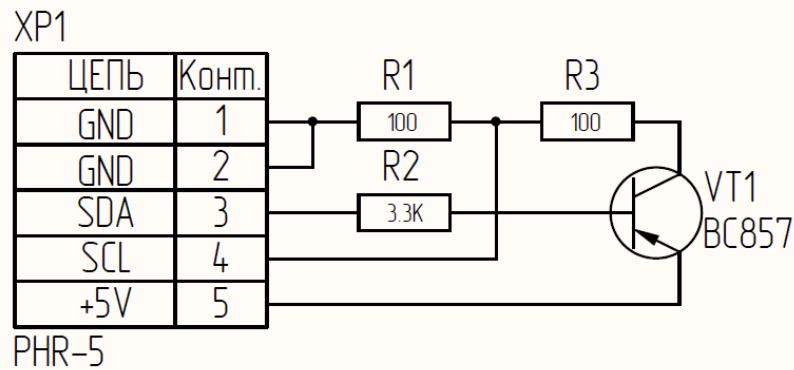 XP1
ЦЕПЬ Конт.
GND 1
GND 2
SDA 3
SCL 4
+5V 5
PHR-5
R1
100
R2
3.3K
R3
100
VT1
BC857